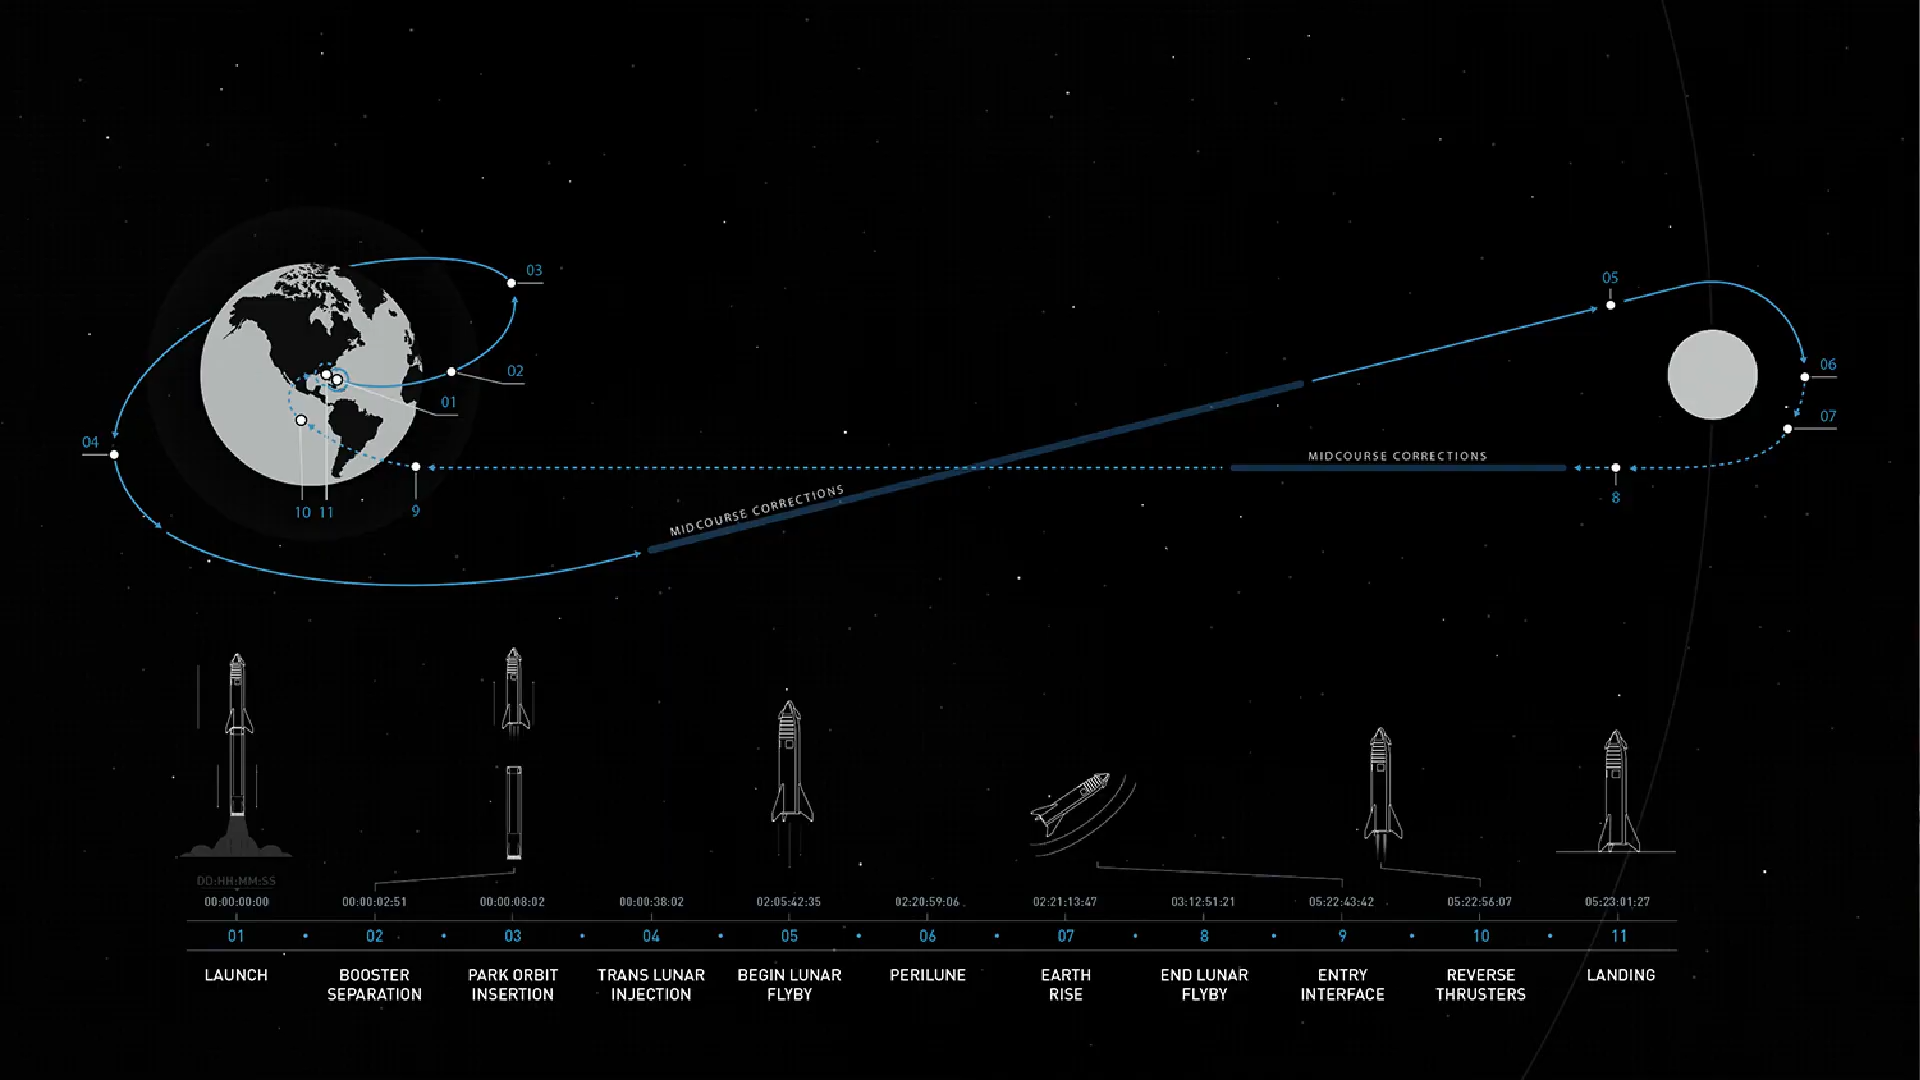 03
05
06
02
01
07
04
MIDCOURSE CORRECTIONS
8
MIDCOURSE CORRECTIONS
10 11
9
DD:HH:MM:SS
00:00:00:00 00:00:02:51 00:00:08:02 00:00:38:02 02:05:42:35 02:20:59:06 02:21:13:47 03:12:51:21 05:22:43:42 05:22:56:07 05:23:01:27
01 02 03 04 05 06 07 8 9 10 11
LAUNCH BOOSTER PARK ORBIT TRANS LUNAR BEGIN LUNAR PERILUNE EARTH END LUNAR ENTRY REVERSE LANDING
SEPARATION INSERTION INJECTION FLYBY RISE FLYBY INTERFACE THRUSTERS